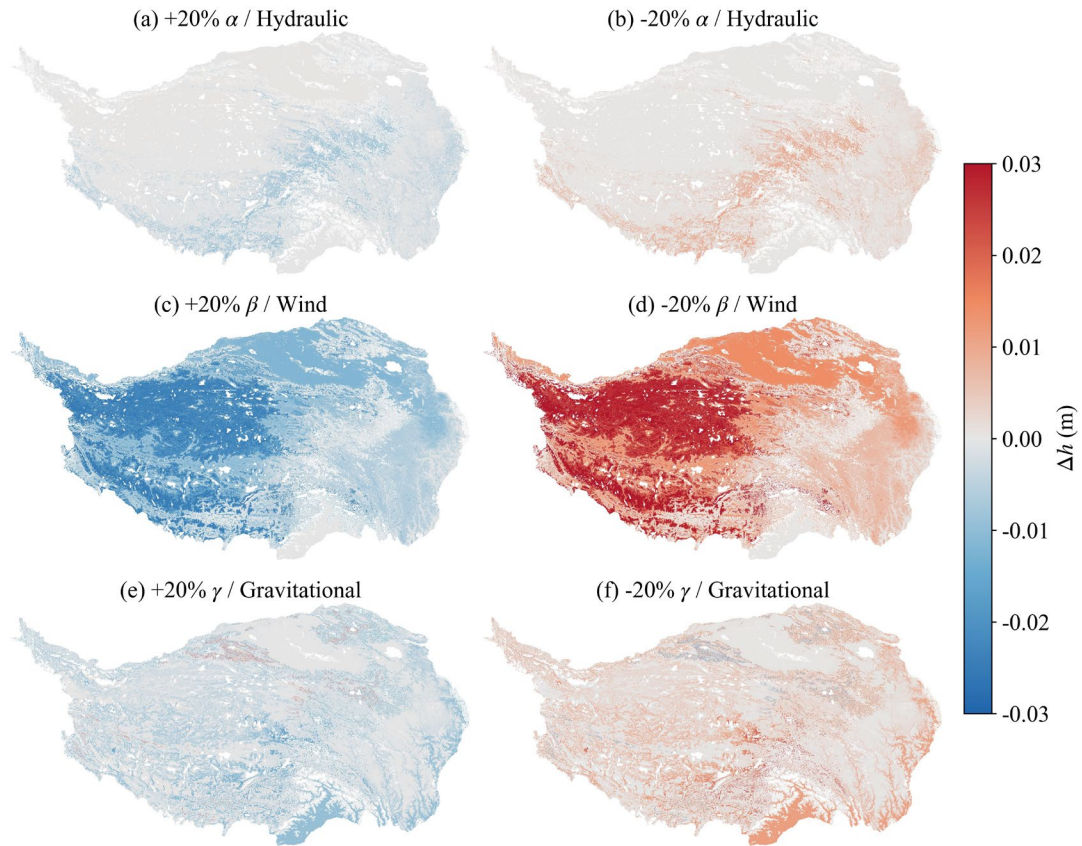 (a) +20% α / Hydraulic
(b) -20% α / Hydraulic
(c) +20% β / Wind
(d) -20% β / Wind
(e) +20% γ / Gravitational
(f) -20% γ / Gravitational
0.03
0.02
0.01
0.00
-0.01
-0.02
-0.03
Δh (m)